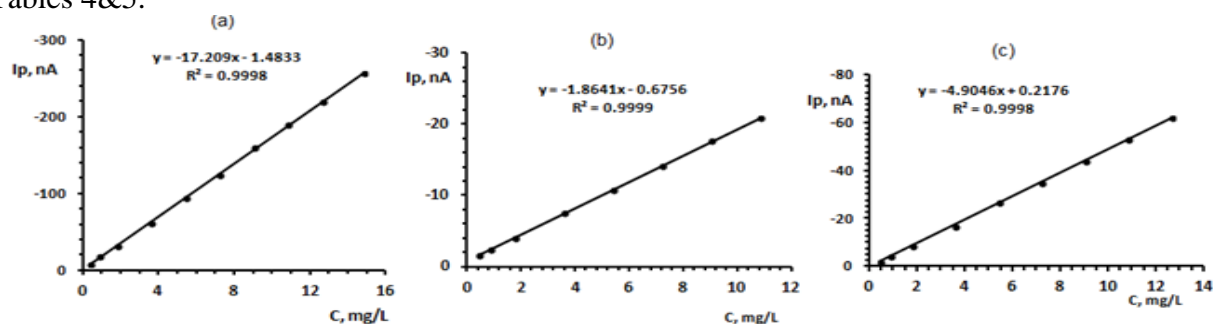 Tables 4&5.
(a)
-300
Ip, nA
y = -17.209x - 1.4833
R² = 0.9998
-200
-100
0
0 4 8 12 16
C, mg/L
(b)
-30
Ip, nA
y = -1.8641x - 0.6756
R² = 0.9999
-20
-10
0
0 2 4 6 8 10 12
C, mg/L
(c)
-80
Ip, nA
y = -4.9046x + 0.2176
R² = 0.9998
-60
-40
-20
0
0 2 4 6 8 10 12 14
C, mg/L